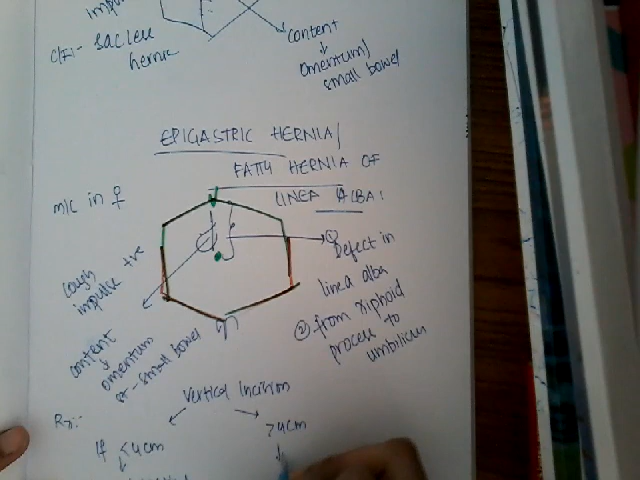 impu
C/F:- sacless
hernia
content
↓
omentum/
small bowel
EPIGASTRIC HERNIA/
FATTY HERNIA OF
LINEA ALBA:
M/C in ♀
cough
impulse +ve
content
↓
omentum
or - small bowel
① Defect in
linea alba
② from xiphoid
process to
umbilicus
Vertical Incision
Rx:-
If <4cm
↓
>4cm
↓